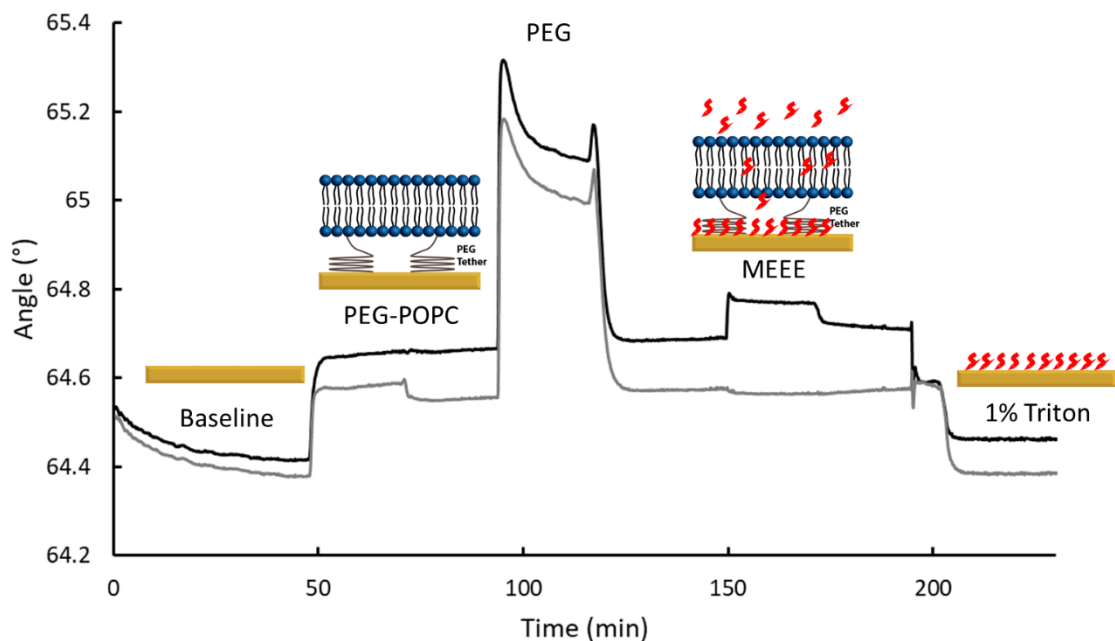 65.4
65.2
65
64.8
64.6
64.4
64.2
Angle (°)
0
50
100
150
200
Time (min)
Baseline
PEG
Tether
PEG-POPC
PEG
PEG
Tether
MEEE
1% Triton